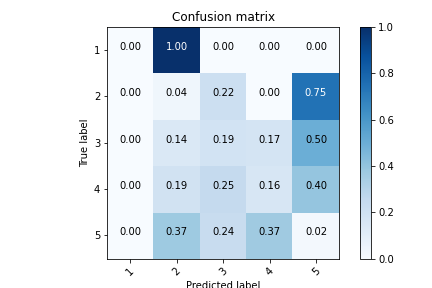 Confusion matrix
1.0
1 0.00 1.00 0.00 0.00 0.00
0.8
2 0.00 0.04 0.22 0.00 0.75
0.6
True label
3 0.00 0.14 0.19 0.17 0.50
0.4
4 0.00 0.19 0.25 0.16 0.40
0.2
5 0.00 0.37 0.24 0.37 0.02
0.0
1 2 3 4 5
Predicted label